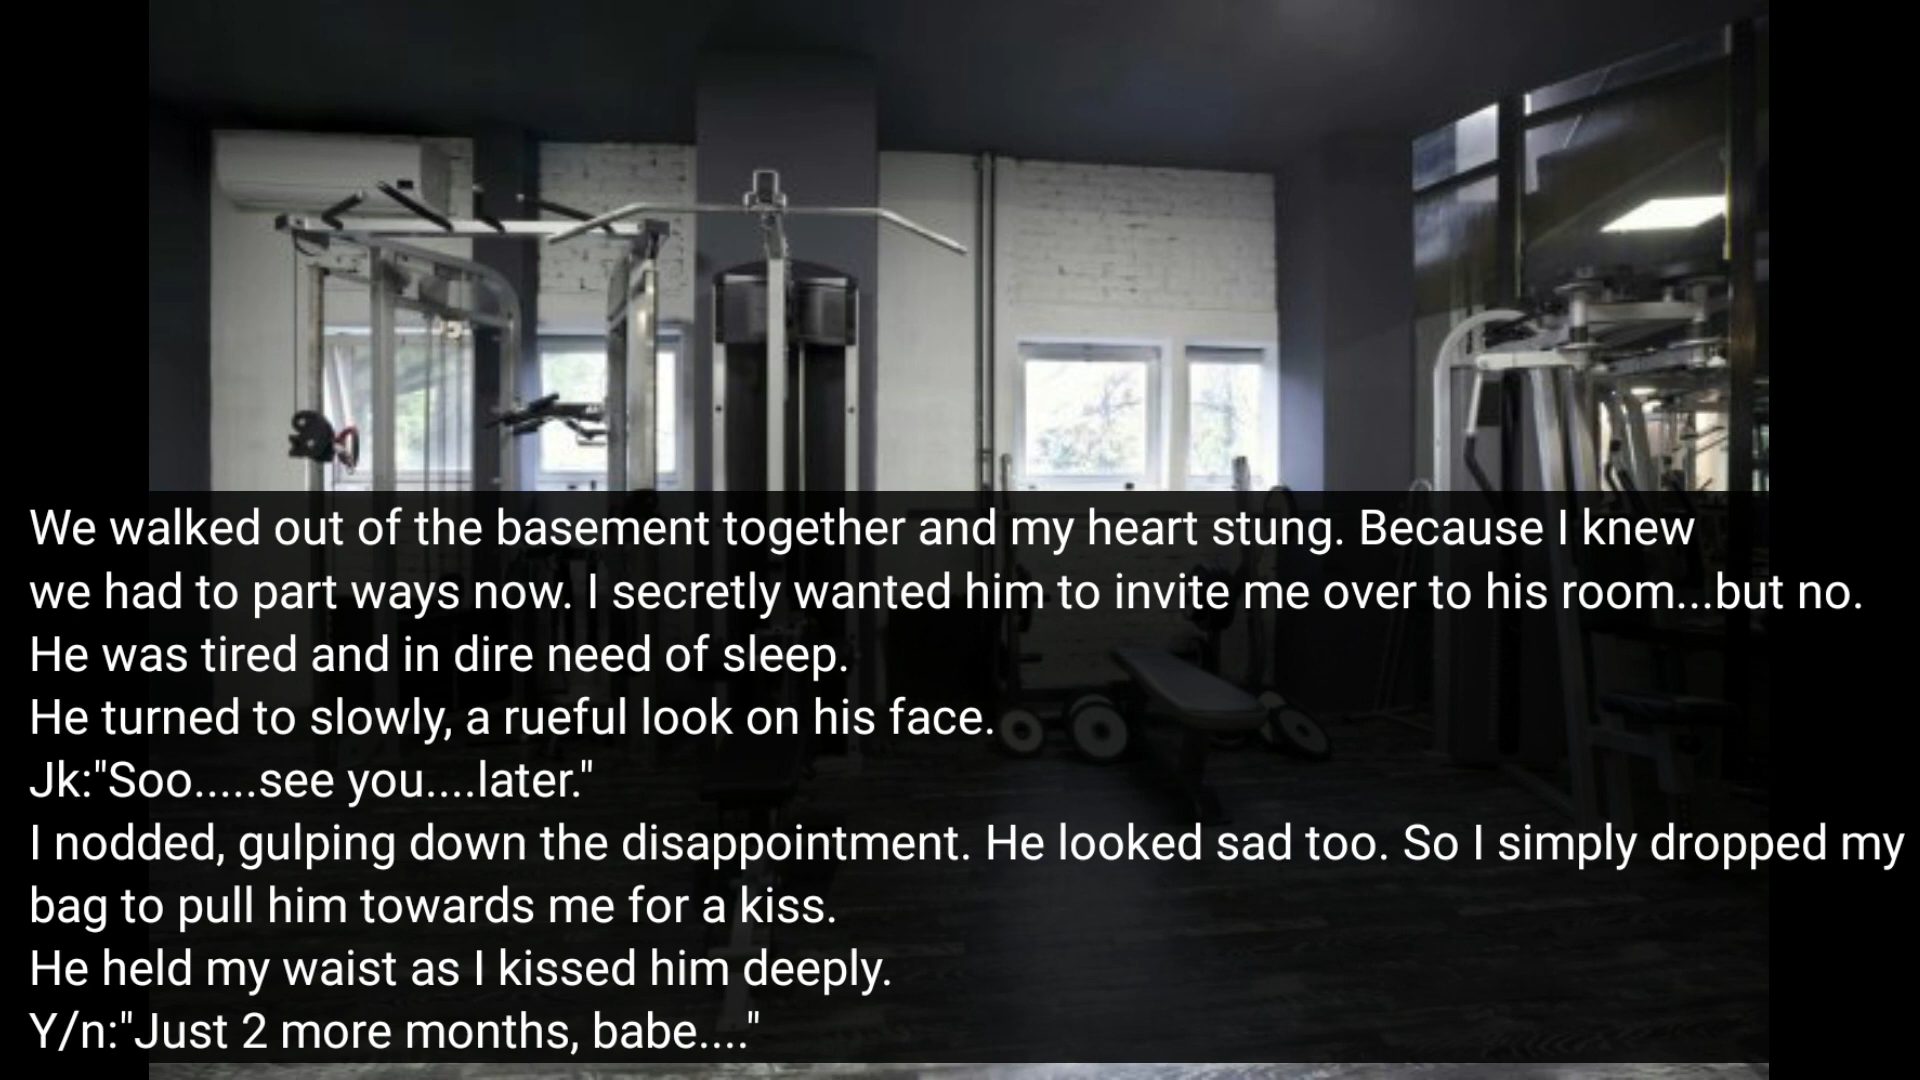 We walked out of the basement together and my heart stung. Because I knew
we had to part ways now. I secretly wanted him to invite me over to his room...but no.
He was tired and in dire need of sleep.
He turned to slowly, a rueful look on his face.
Jk:"Soo.....see you....later."
I nodded, gulping down the disappointment. He looked sad too. So I simply dropped my
bag to pull him towards me for a kiss.
He held my waist as I kissed him deeply.
Y/n:"Just 2 more months, babe...."